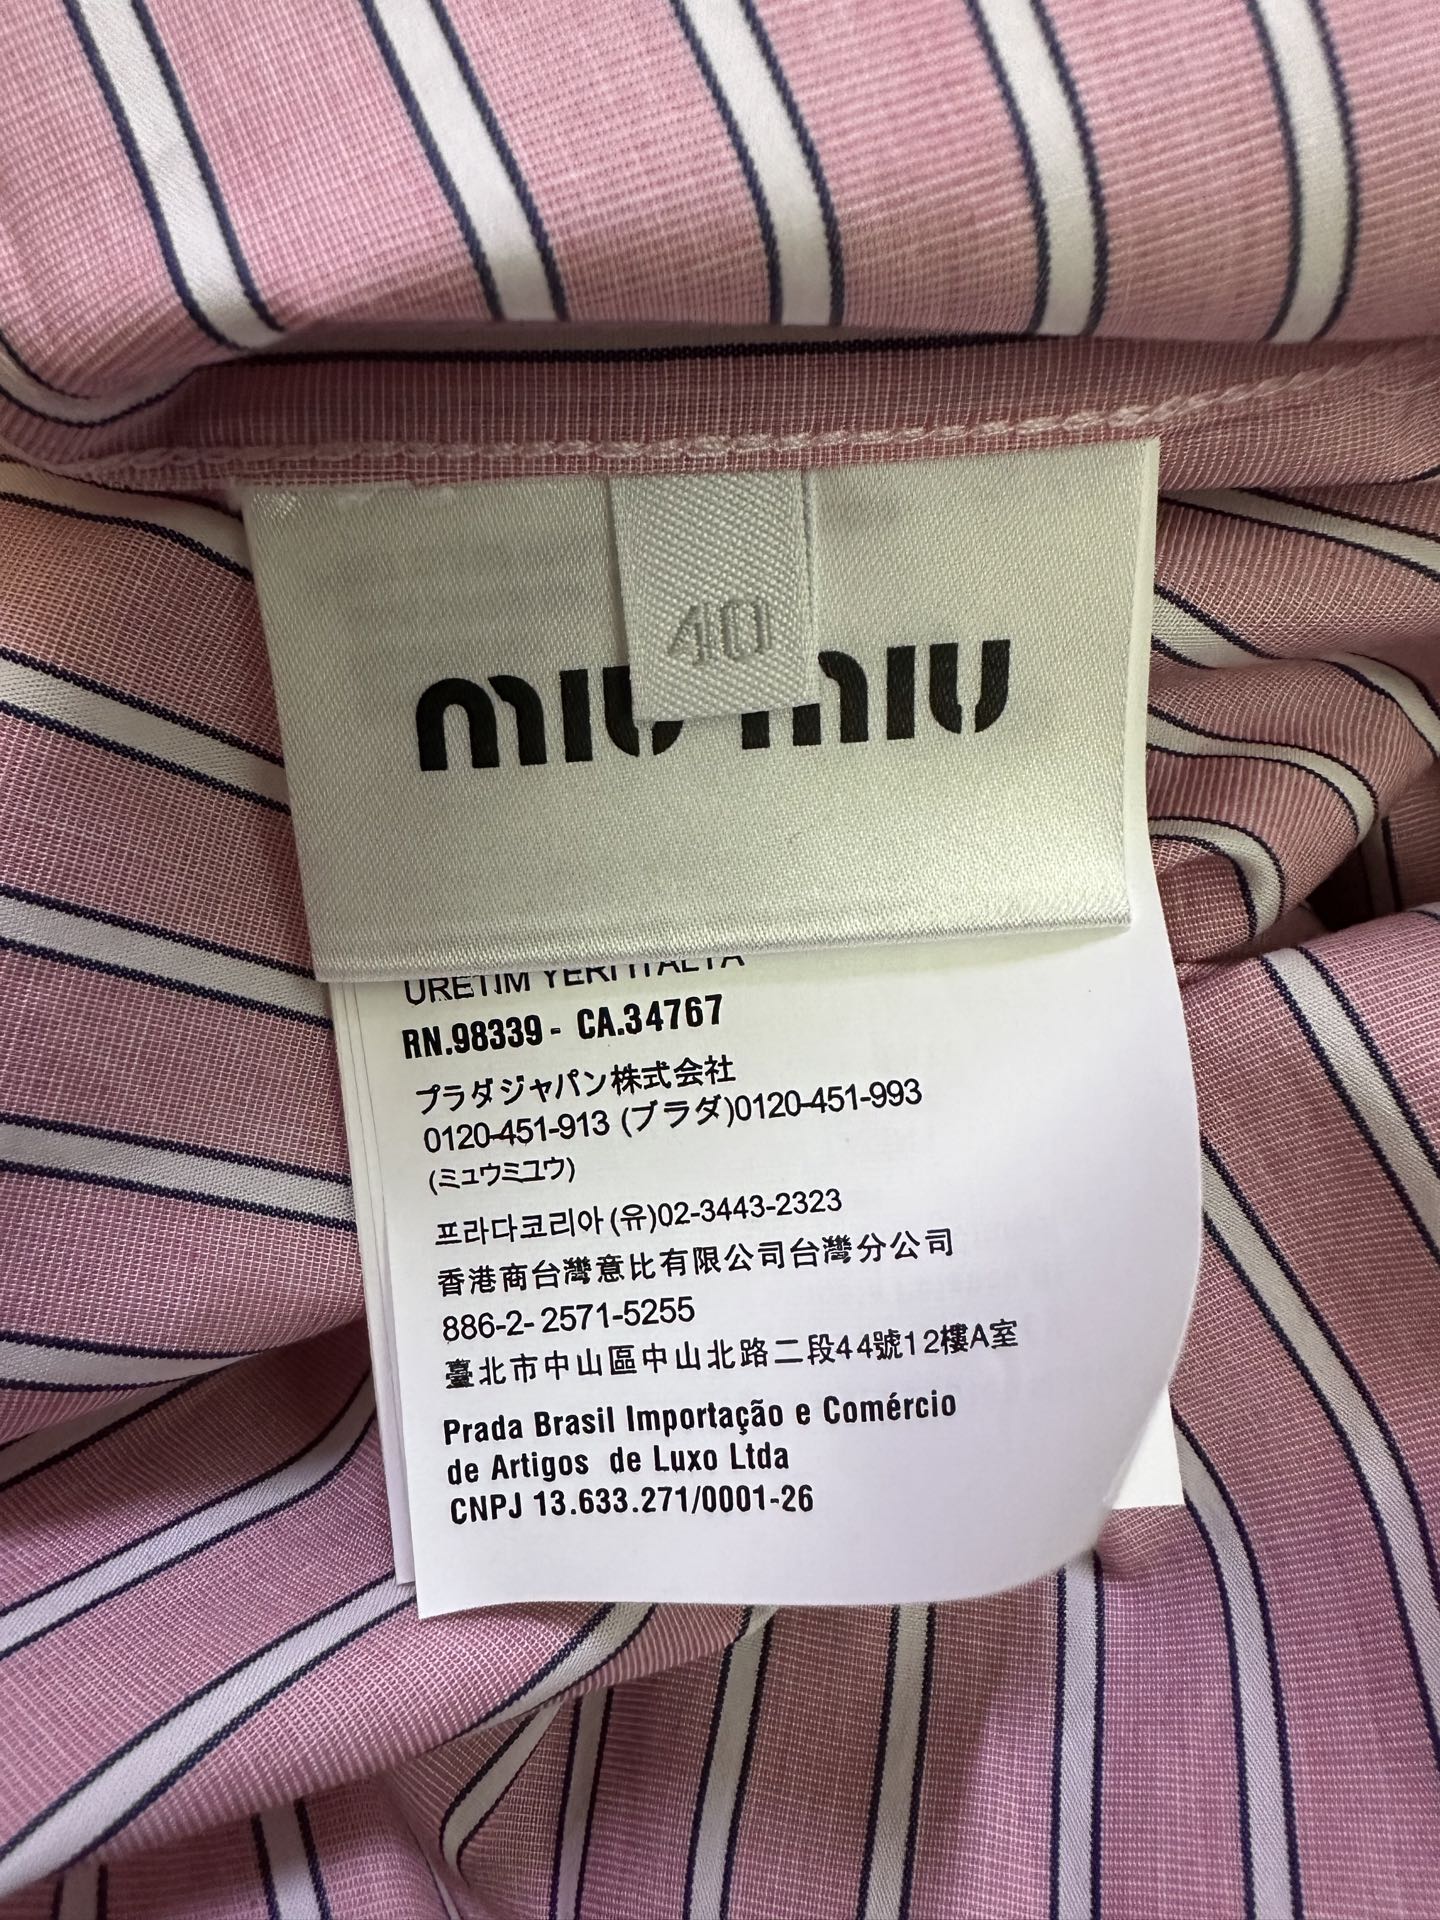 40
miu miu
URETIM YERI ITALYA
RN.98339- CA.34767
プラダジャパン株式会社
0120-451-913 (ブラダ)0120-451-993
(ミュウミユウ)
프라다코리아(유)02-3443-2323
香港商台灣意比有限公司台灣分公司
886-2- 2571-5255
臺北市中山區中山北路二段44號12樓A室
Prada Brasil Importação e Comércio
de Artigos de Luxo Ltda
CNPJ 13.633.271/0001-26